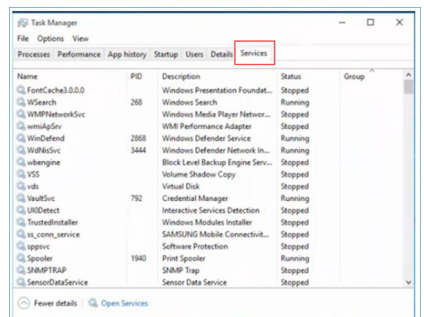 Task Manager
File Options View
Processes Performance App history Startup Users Details Services
Name PID Description Status Group
FontCache3.0.0.0 Windows Presentation Foundat... Stopped
WSearch 268 Windows Search Running
WMPNetworkSvc Windows Media Player Networ... Stopped
wmiApSrv WMI Performance Adapter Stopped
WinDefend 2868 Windows Defender Service Running
WdNisSvc 3444 Windows Defender Network In... Running
wbengine Block Level Backup Engine Serv... Stopped
VSS Volume Shadow Copy Stopped
vds Virtual Disk Stopped
VaultSvc 792 Credential Manager Running
UI0Detect Interactive Services Detection Stopped
TrustedInstaller Windows Modules Installer Stopped
ss_conn_service SAMSUNG Mobile Connectivit... Stopped
sppsvc Software Protection Stopped
Spooler 1940 Print Spooler Running
SNMPTRAP SNMP Trap Stopped
SensorDataService Sensor Data Service Stopped
Fewer details Open Services